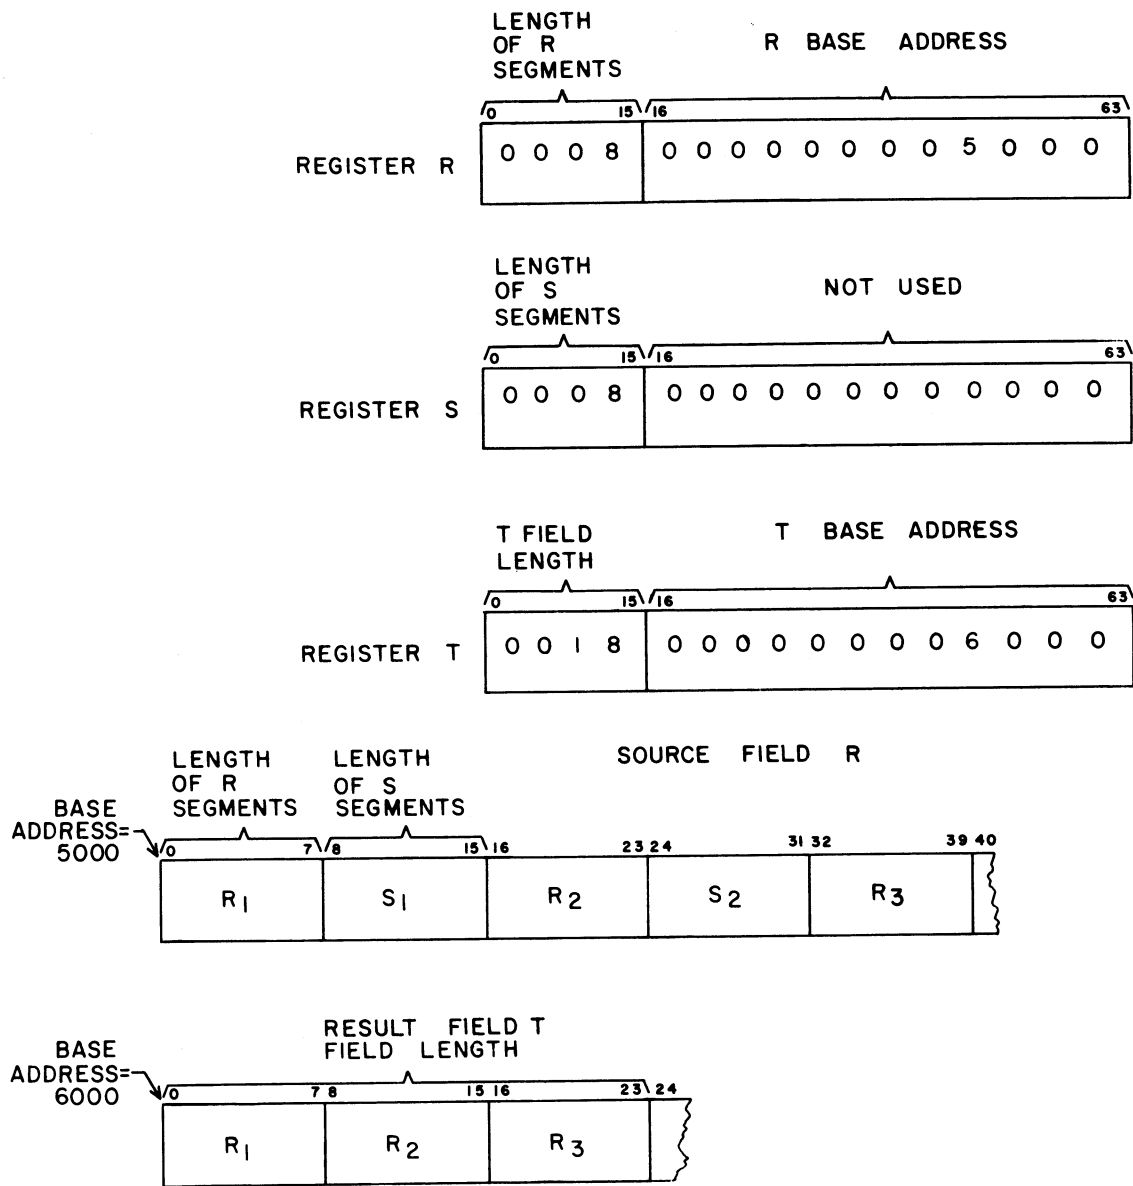 LENGTH
OF R
SEGMENTS
R BASE ADDRESS
0 15 16 63
REGISTER R
0 0 0 8 0 0 0 0 0 0 0 0 5 0 0 0
LENGTH
OF S
SEGMENTS
NOT USED
0 15 16 63
REGISTER S
0 0 0 8 0 0 0 0 0 0 0 0 0 0 0 0
T FIELD
LENGTH
T BASE ADDRESS
0 15 16 63
REGISTER T
0 0 1 8 0 0 0 0 0 0 0 0 6 0 0 0
LENGTH
OF R
SEGMENTS
LENGTH
OF S
SEGMENTS
SOURCE FIELD R
BASE
ADDRESS=
5000
0 7 8 15 16 23 24 31 32 39 40
R1 S1 R2 S2 R3
RESULT FIELD T
FIELD LENGTH
BASE
ADDRESS=
6000
0 7 8 15 16 23 24
R1 R2 R3